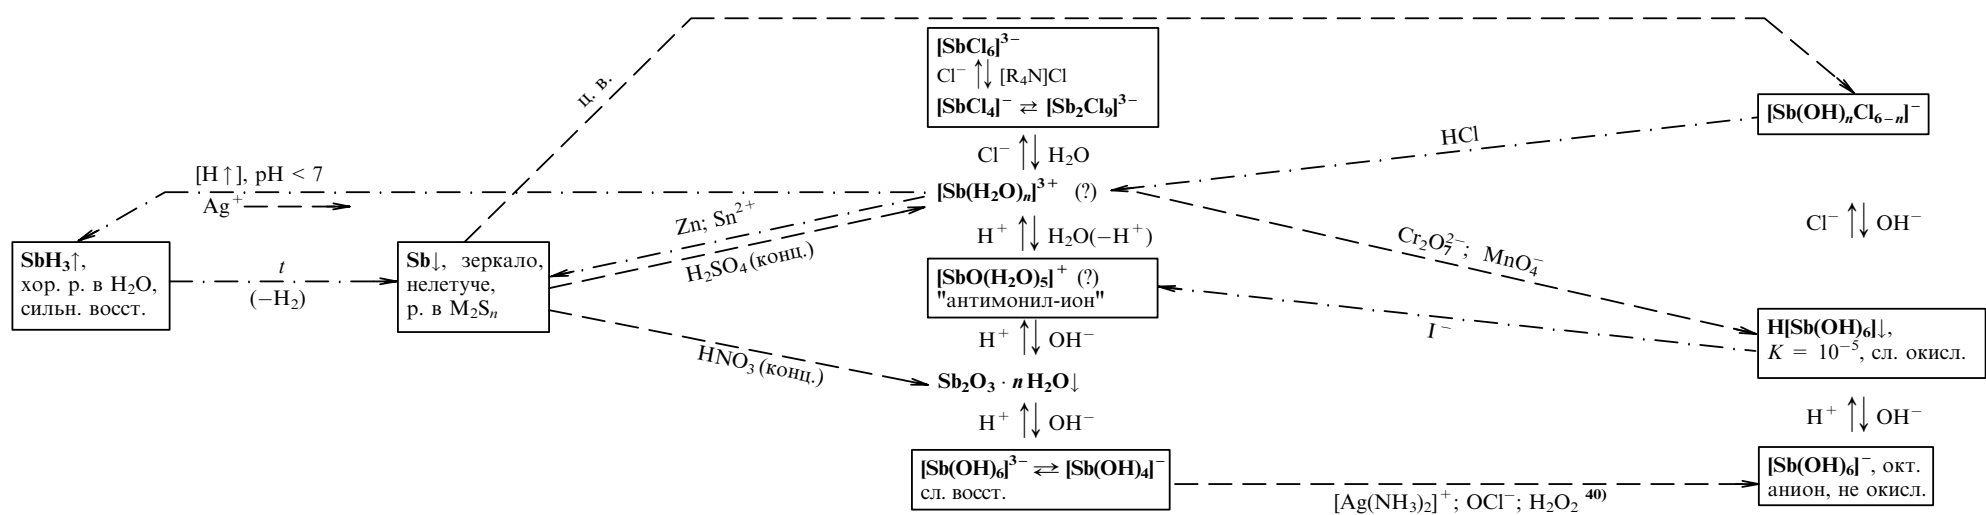 [SbCl₆]³⁻
Cl⁻ ⇅ [R₄N]Cl
[SbCl₄]⁻ ⇄ [Sb₂Cl₉]³⁻
ц. в.
[Sb(OH)ₙCl₆₋ₙ]⁻
HCl
Cl⁻ ⇅ H₂O
[H↑], pH < 7
Ag⁺
[Sb(H₂O)ₙ]³⁺ (?)
Zn; Sn²⁺
H₂SO₄ (конц.)
H⁺ ⇅ H₂O(−H⁺)
Cr₂O₇²⁻; MnO₄⁻
Cl⁻ ⇅ OH⁻
SbH₃↑,
хор. р. в H₂O,
сильн. восст.
t
(−H₂)
Sb↓, зеркало,
нелетуче,
р. в M₂Sₙ
[SbO(H₂O)₅]⁺ (?)
"антимонил-ион"
H⁺ ⇅ OH⁻
I⁻
H[Sb(OH)₆]↓,
K = 10⁻⁵, сл. окисл.
HNO₃ (конц.)
Sb₂O₃ · n H₂O↓
H⁺ ⇅ OH⁻
H⁺ ⇅ OH⁻
[Sb(OH)₆]³⁻ ⇄ [Sb(OH)₄]⁻
сл. восст.
[Ag(NH₃)₂]⁺; OCl⁻; H₂O₂ ⁴⁰⁾
[Sb(OH)₆]⁻, окт.
анион, не окисл.